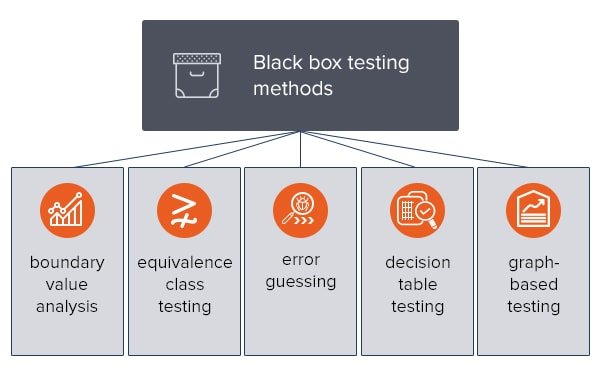 Black box testing
methods
boundary
value
analysis
equivalence
class
testing
error
guessing
decision
table
testing
graph-
based
testing